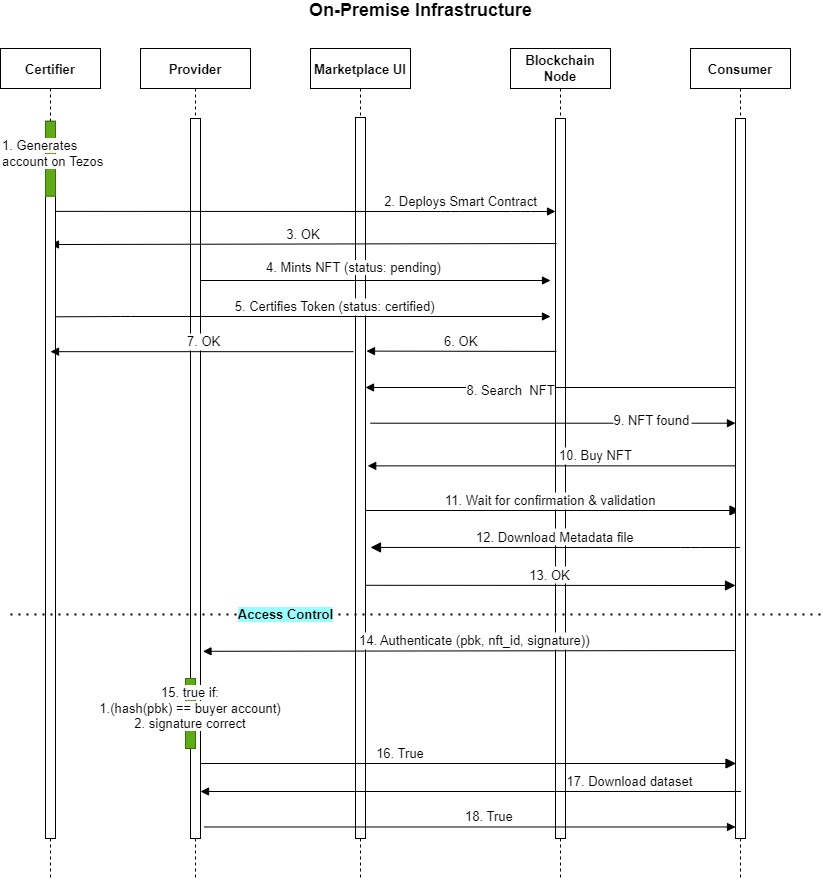 On-Premise Infrastructure
Certifier
Provider
Marketplace UI
Blockchain
Node
Consumer
1. Generates
account on Tezos
2. Deploys Smart Contract
3. OK
4. Mints NFT (status: pending)
5. Certifies Token (status: certified)
7. OK
6. OK
8. Search NFT
9. NFT found
10. Buy NFT
11. Wait for confirmation & validation
12. Download Metadata file
13. OK
Access Control
14. Authenticate (pbk, nft_id, signature))
15. true if:
1.(hash(pbk) == buyer account)
2. signature correct
16. True
17. Download dataset
18. True